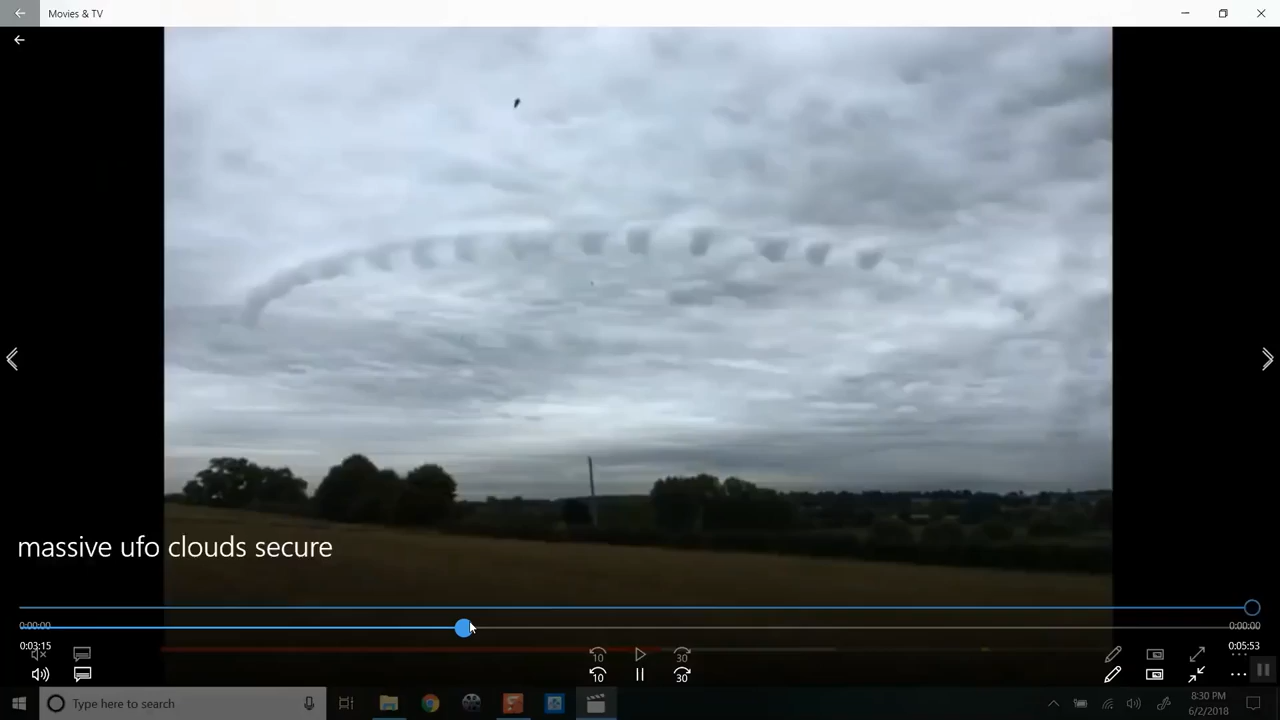 Movies & TV
massive ufo clouds secure
0:00:00 0:00:00
0:03:15 0:05:53
10 30
10 30
Type here to search
8:30 PM
6/2/2018